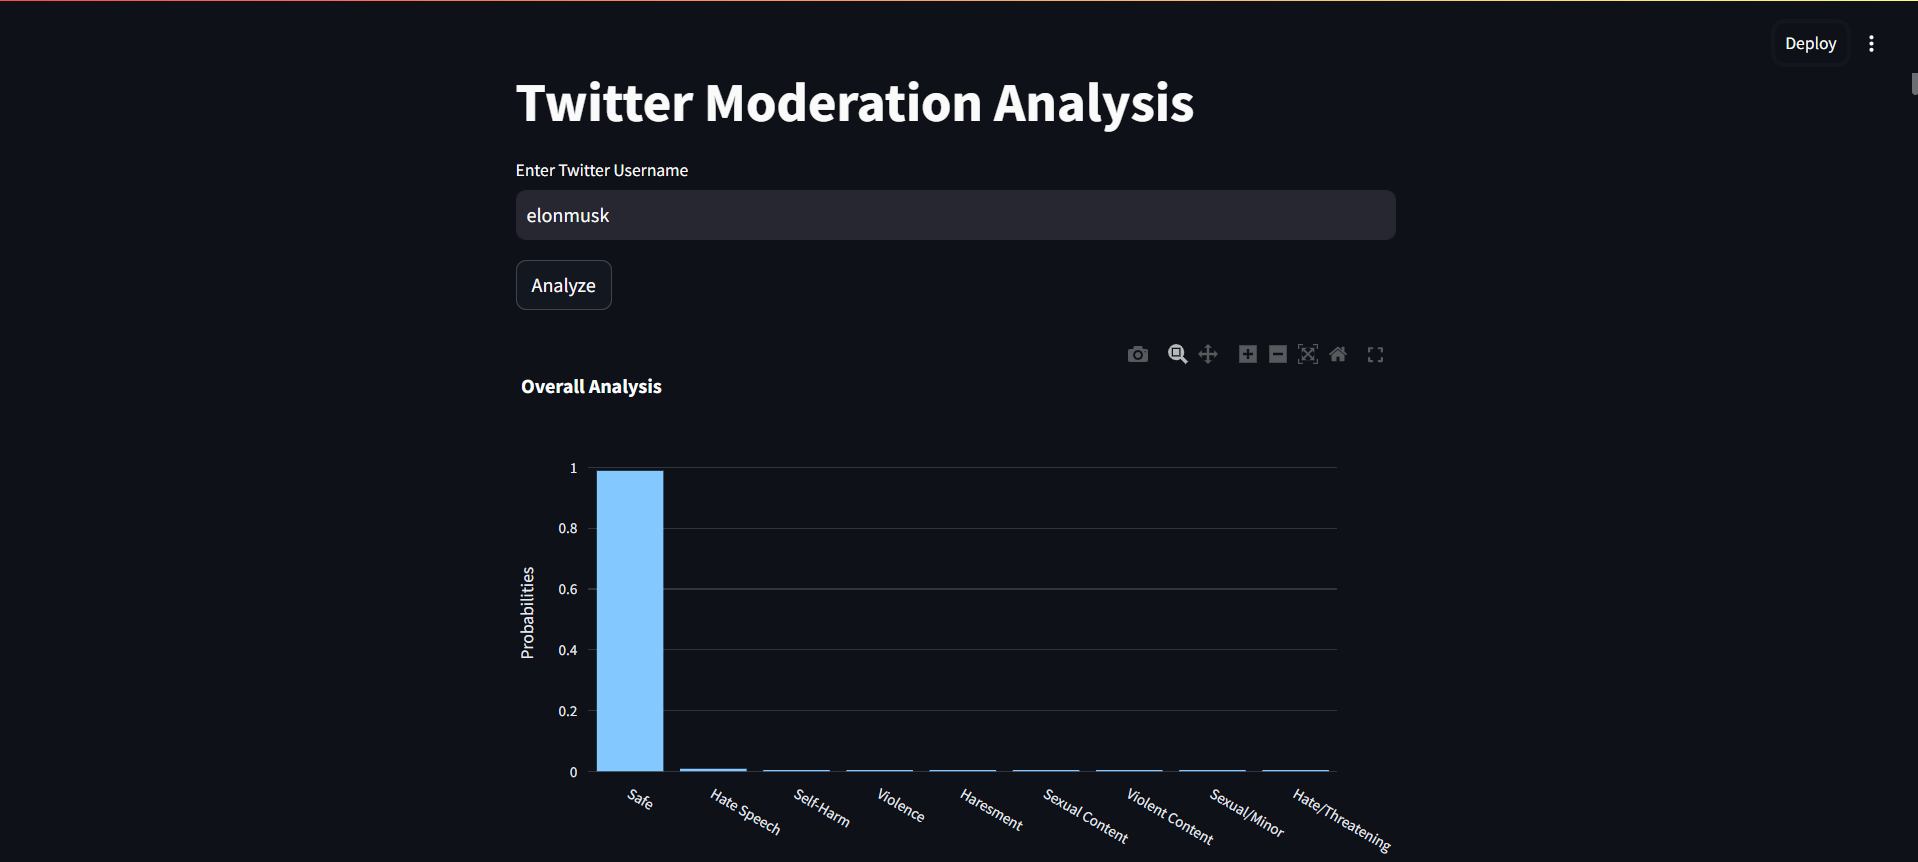 Deploy
Twitter Moderation Analysis
Enter Twitter Username
elonmusk
Analyze
Overall Analysis
1
0.8
0.6
0.4
0.2
0
Probabilities
Safe
Hate Speech
Self-Harm
Violence
Haresment
Sexual Content
Violent Content
Sexual/Minor
Hate/Threatening